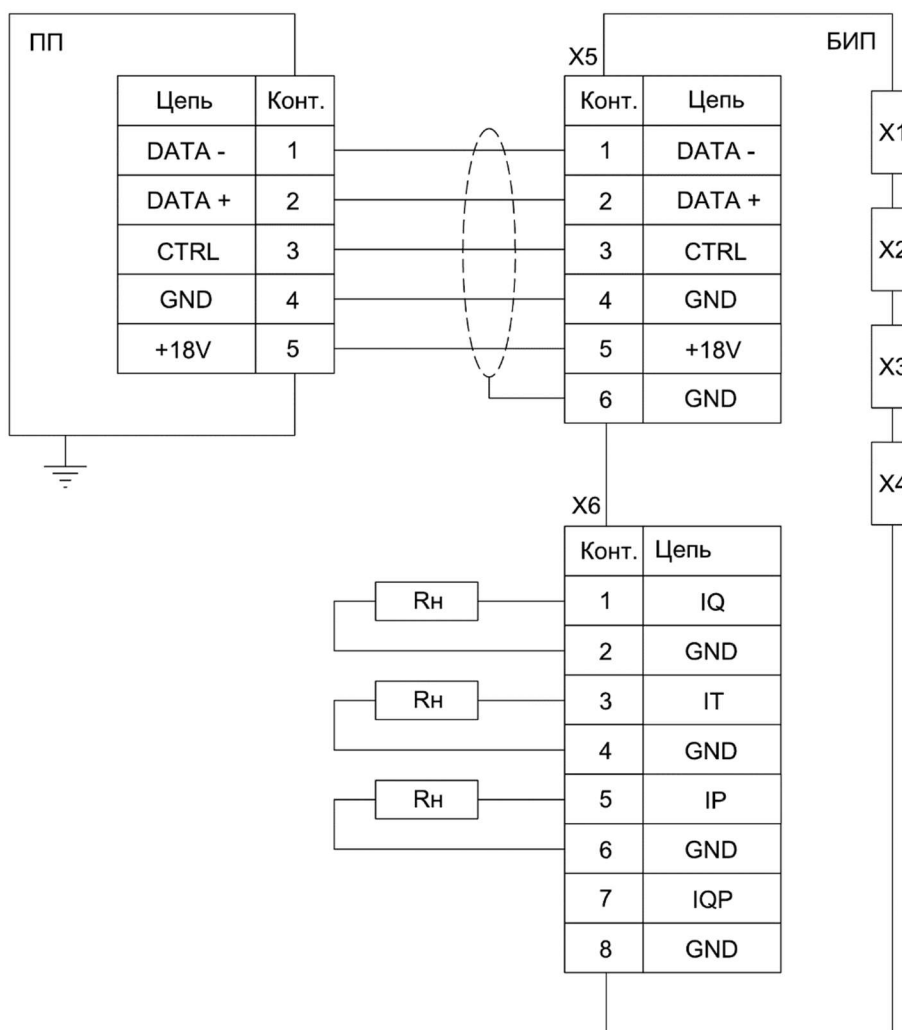 ПП
БИП
X5
Цепь Конт.
DATA - 1
DATA + 2
CTRL 3
GND 4
+18V 5
Конт. Цепь
1 DATA -
2 DATA +
3 CTRL
4 GND
5 +18V
6 GND
X1
X2
X3
X4
X6
Конт. Цепь
Rн 1 IQ
2 GND
Rн 3 IT
4 GND
Rн 5 IP
6 GND
7 IQP
8 GND